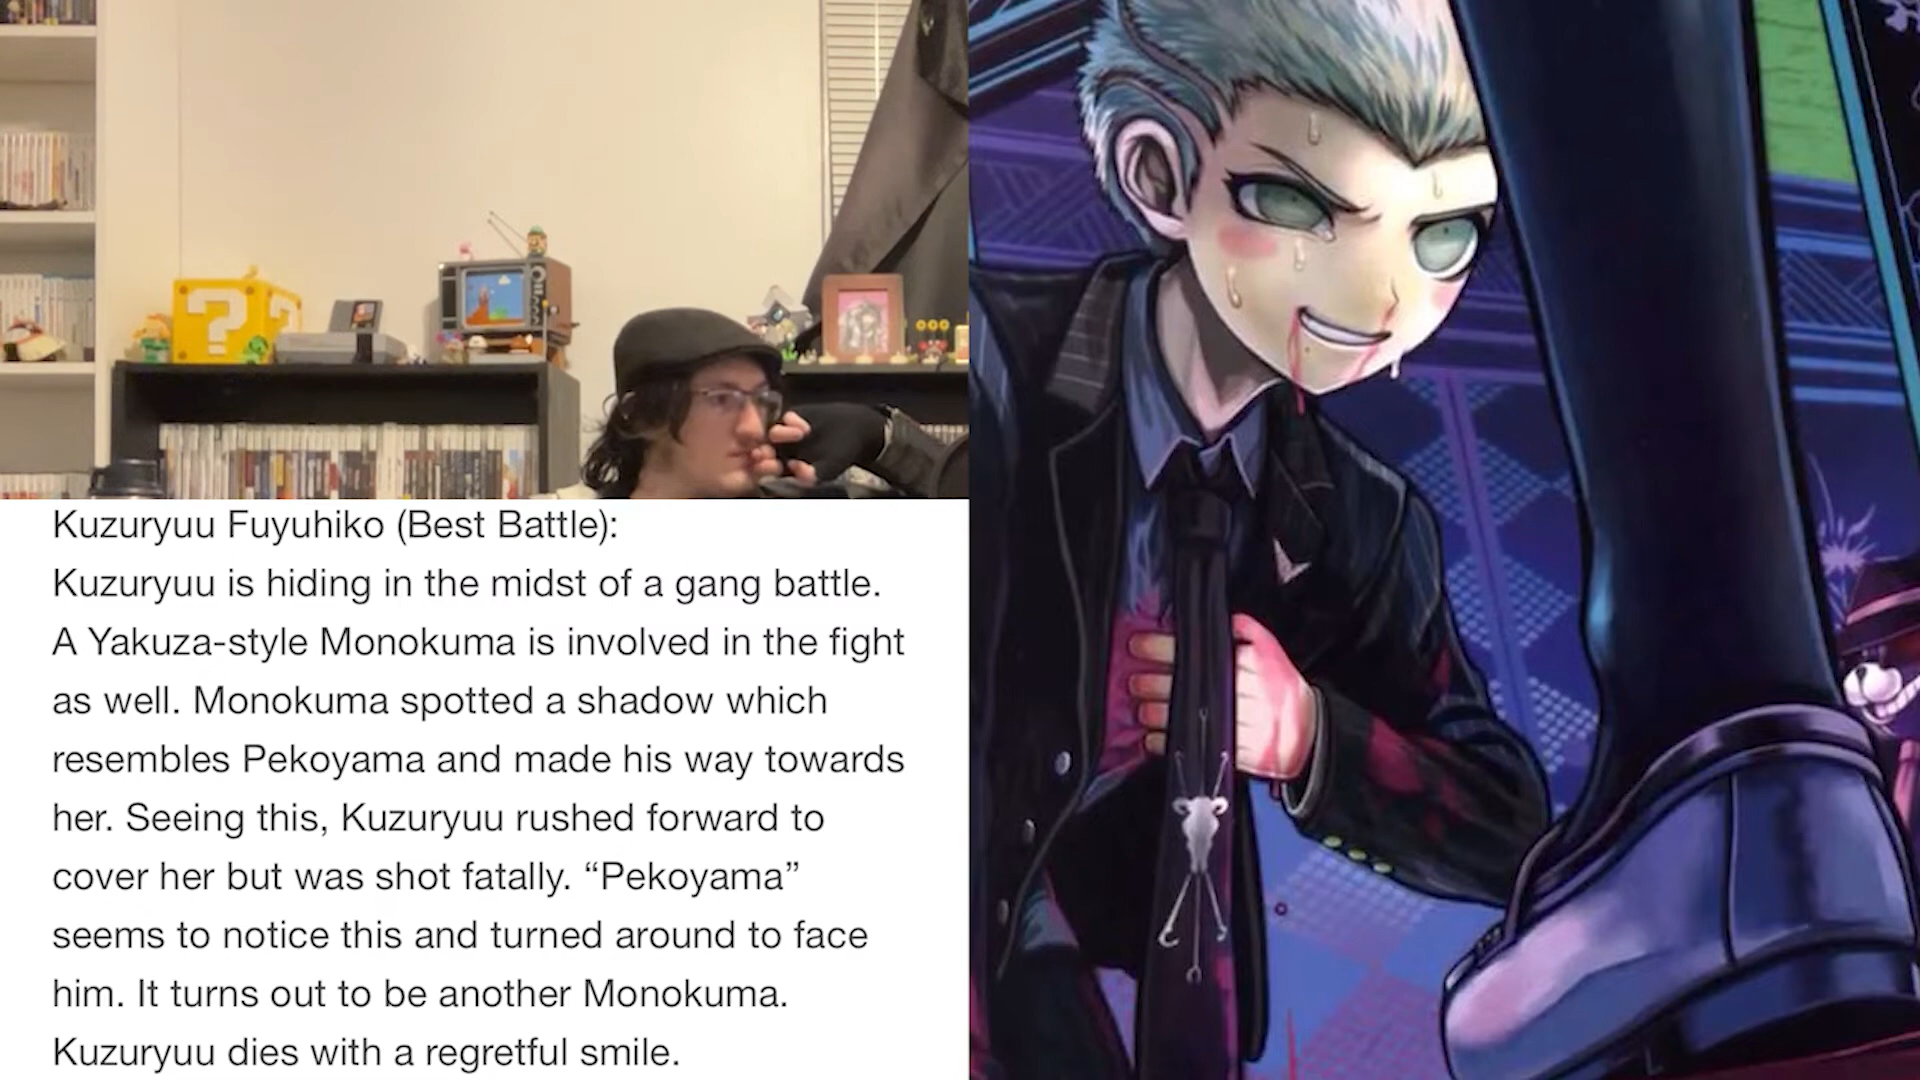 Kuzuryuu Fuyuhiko (Best Battle):
Kuzuryuu is hiding in the midst of a gang battle.
A Yakuza-style Monokuma is involved in the fight
as well. Monokuma spotted a shadow which
resembles Pekoyama and made his way towards
her. Seeing this, Kuzuryuu rushed forward to
cover her but was shot fatally. “Pekoyama”
seems to notice this and turned around to face
him. It turns out to be another Monokuma.
Kuzuryuu dies with a regretful smile.